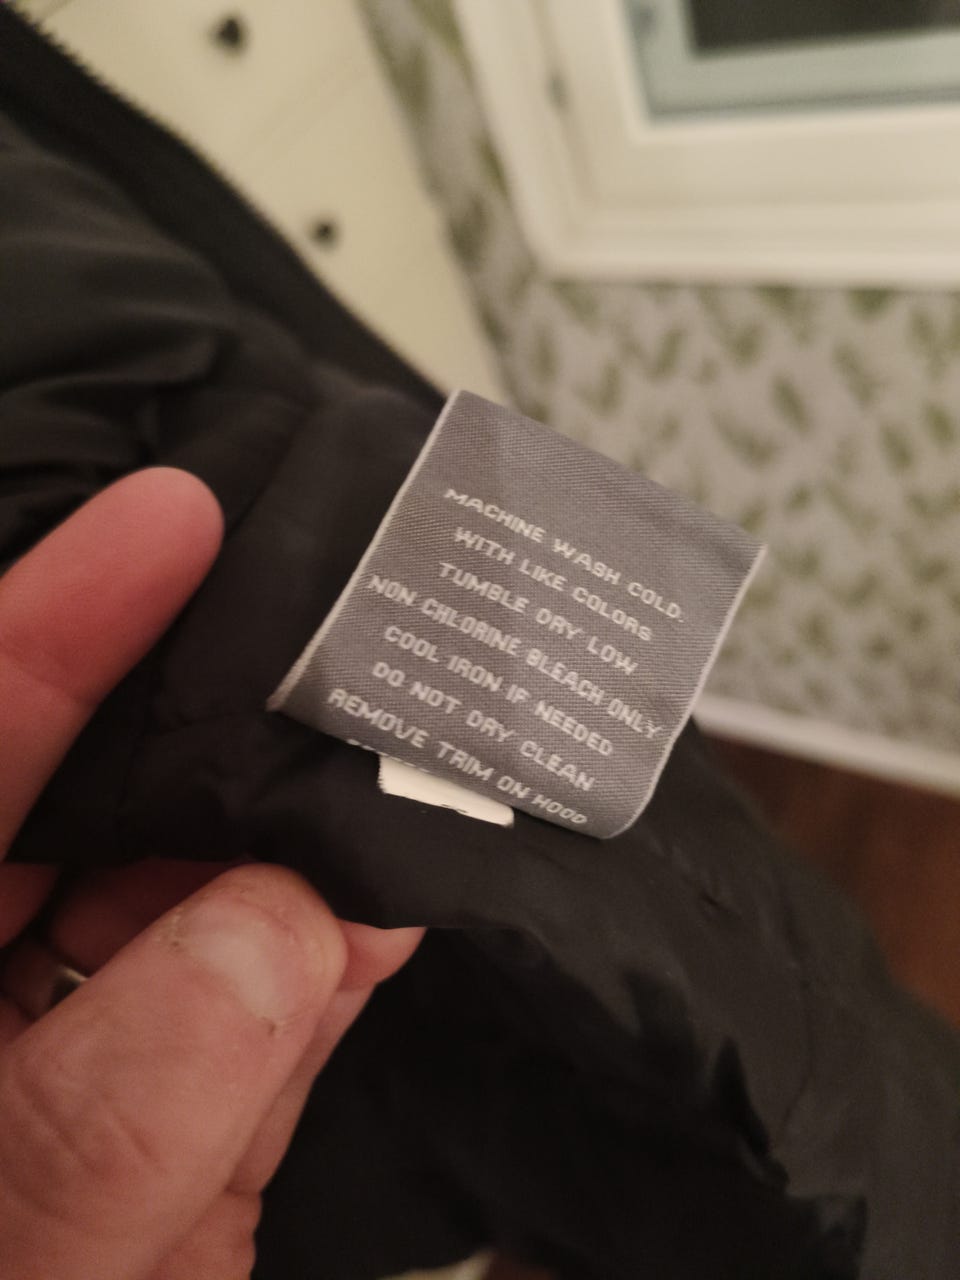 MACHINE WASH COLD.
WITH LIKE COLORS
TUMBLE DRY LOW
NON CHLORINE BLEACH ONLY
COOL IRON IF NEEDED
DO NOT DRY CLEAN
REMOVE TRIM ON HOOD